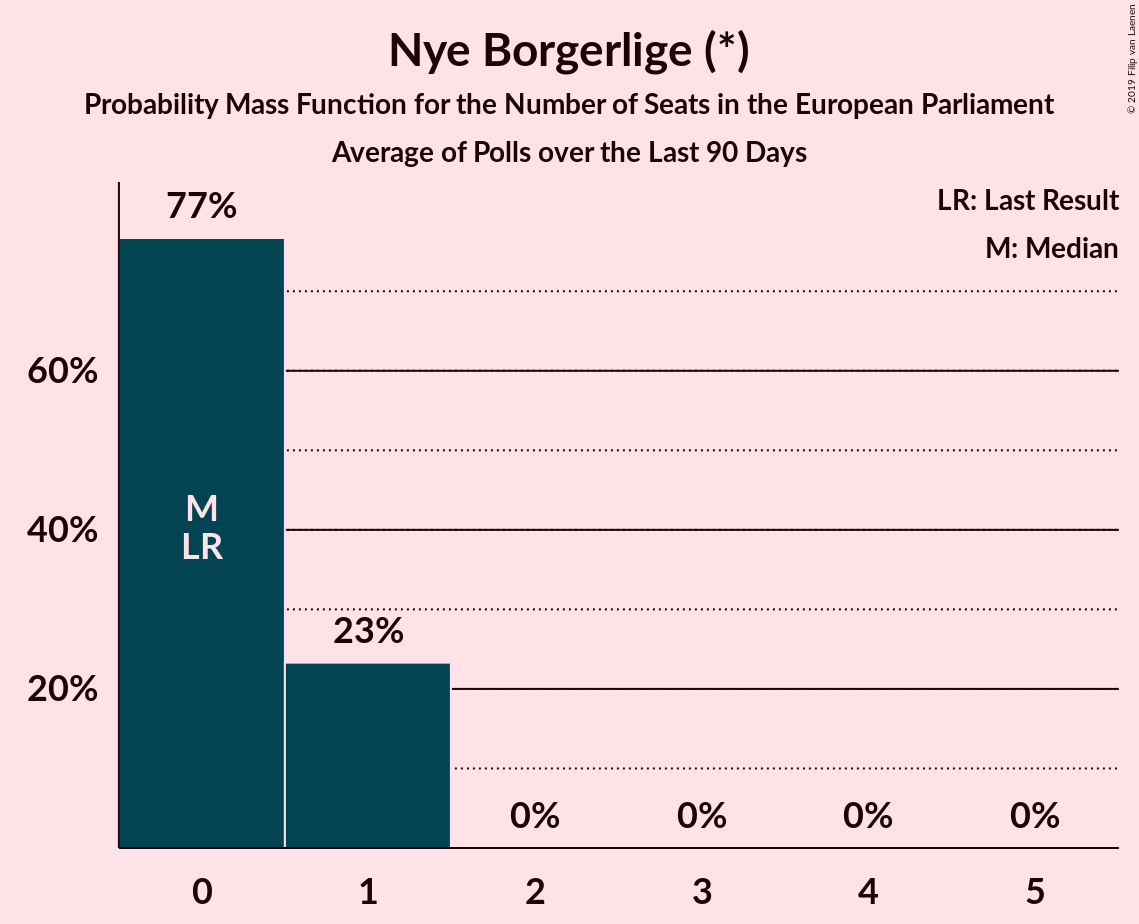 Nye Borgerlige (*)
Probability Mass Function for the Number of Seats in the European Parliament
Average of Polls over the Last 90 Days
© 2019 Filip van Laenen
LR: Last Result
M: Median
77%
60%
M
40%
LR
23%
20%
0%
0%
0%
0%
0
1
2
3
4
5